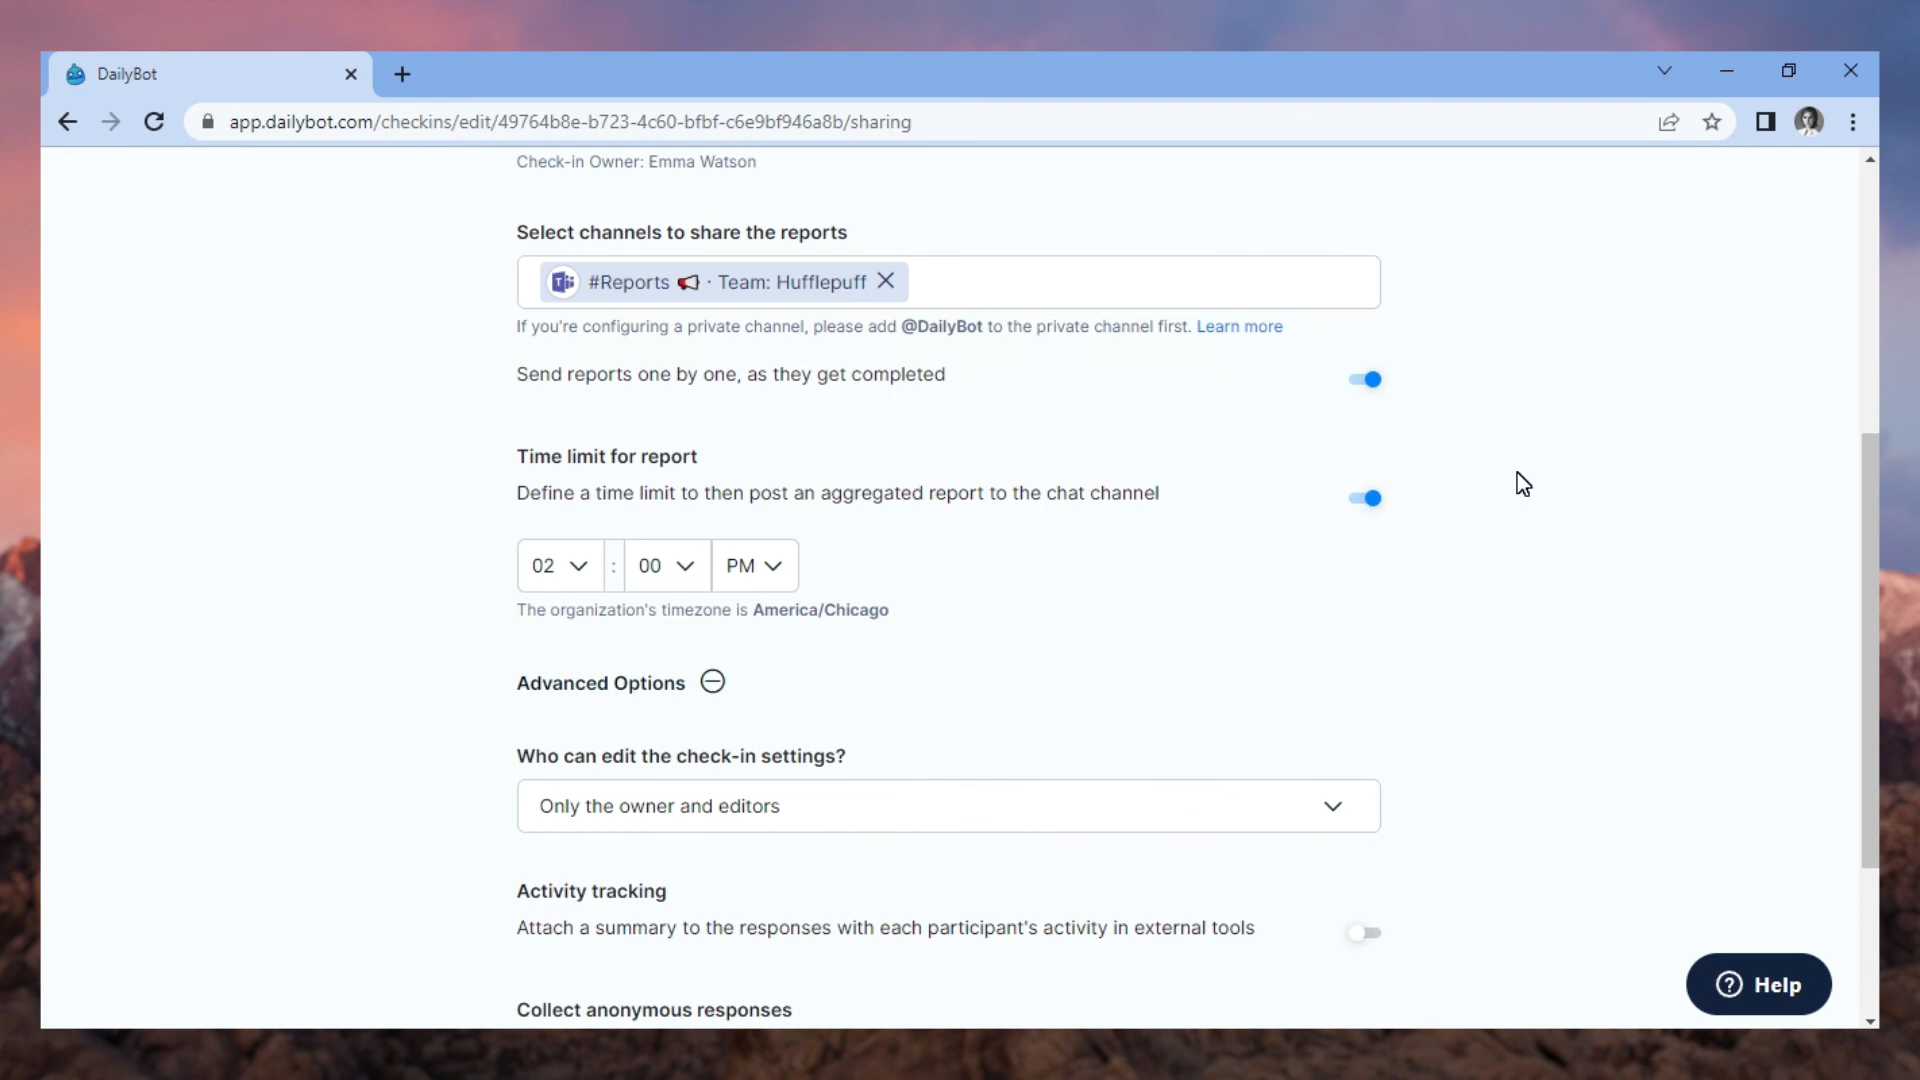 DailyBot
app.dailybot.com/checkins/edit/49764b8e-b723-4c60-bfbf-c6e9bf946a8b/sharing
Check-in Owner: Emma Watson
Select channels to share the reports
#Reports 📢 · Team: Hufflepuff
If you're configuring a private channel, please add @DailyBot to the private channel first. Learn more
Send reports one by one, as they get completed
Time limit for report
Define a time limit to then post an aggregated report to the chat channel
02 : 00 PM
The organization's timezone is America/Chicago
Advanced Options
Who can edit the check-in settings?
Only the owner and editors
Activity tracking
Attach a summary to the responses with each participant's activity in external tools
Help
Collect anonymous responses